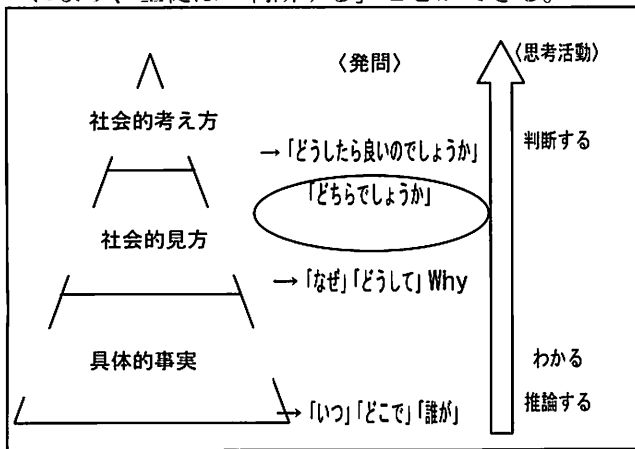 〈発問〉
〈思考活動〉
社会的考え方
判断する
→「どうしたら良いのでしょうか」
「どちらでしょうか」
社会的見方
→「なぜ」「どうして」Why
具体的事実
わかる
推論する
→「いつ」「どこで」「誰が」